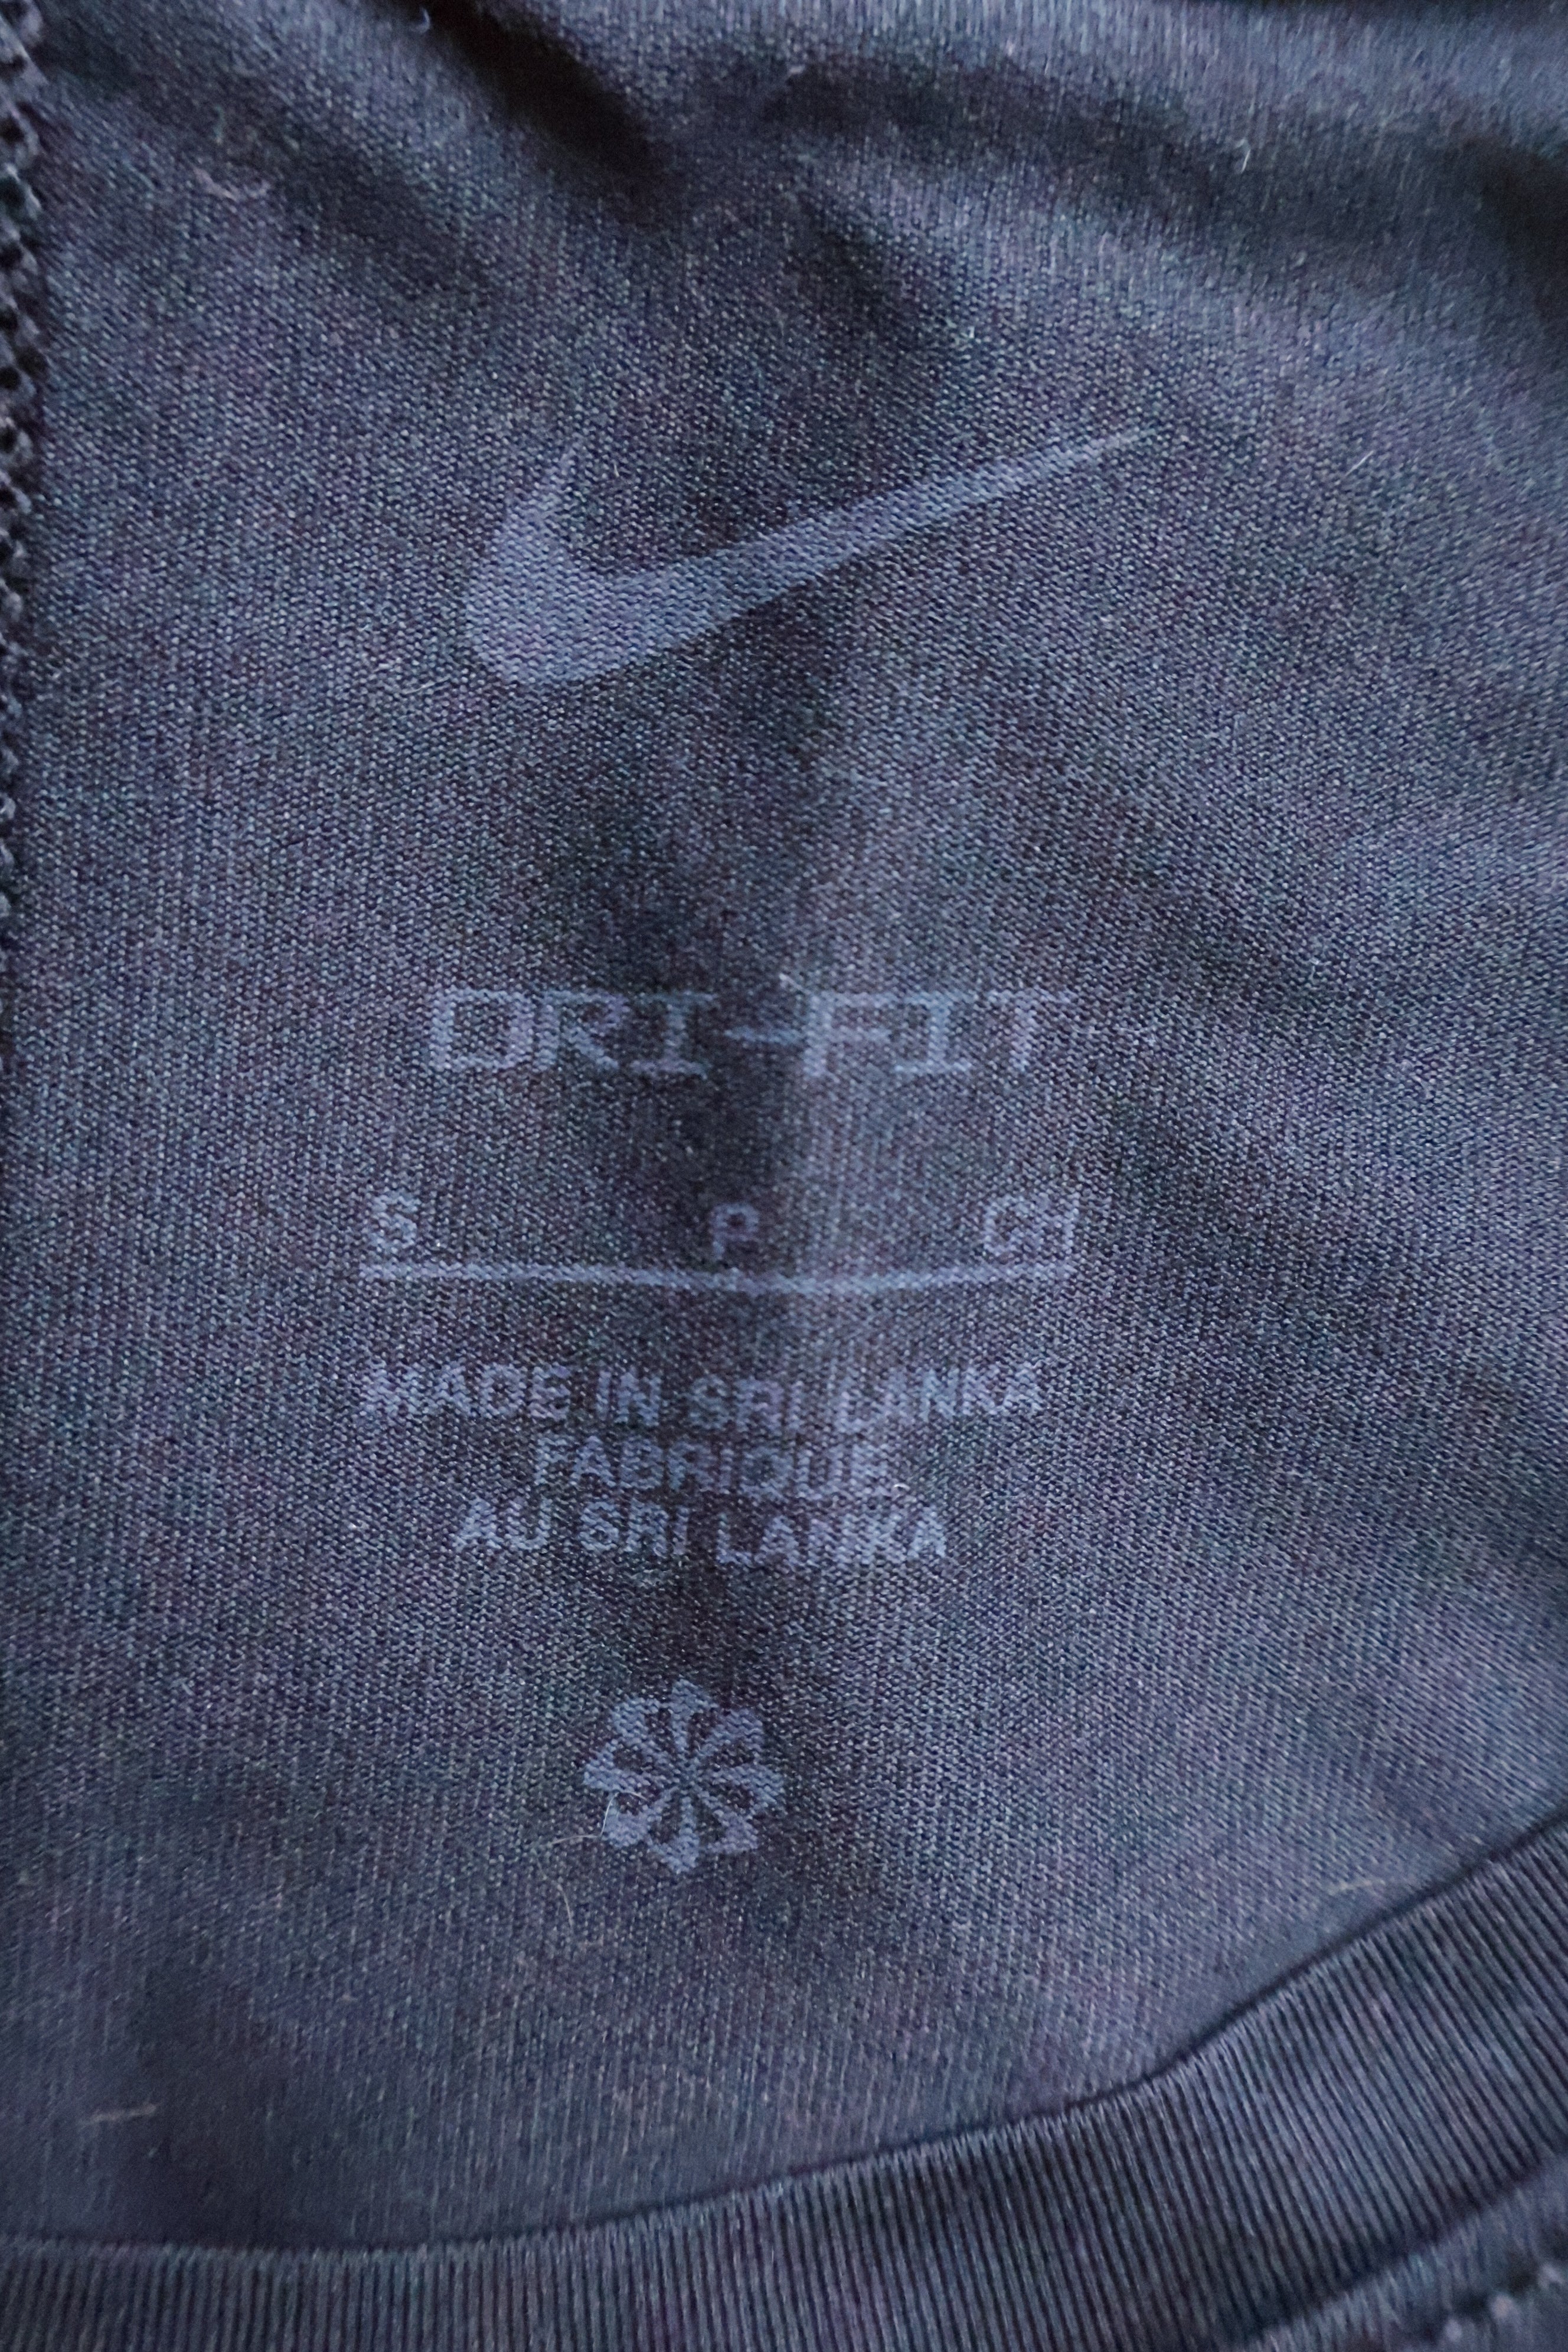 DRI-FIT
S P CH
MADE IN SRI LANKA
FABRIQUE
AU SRI LANKA